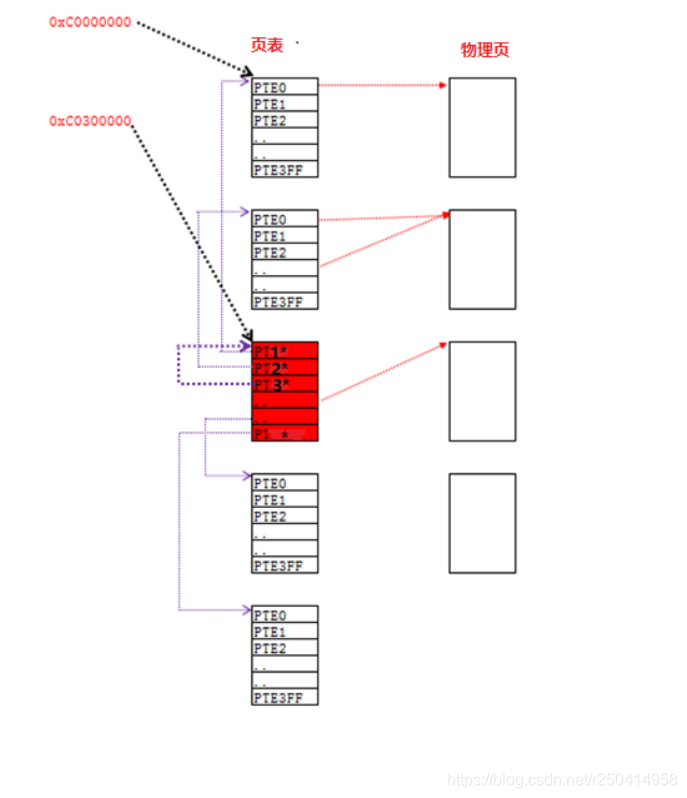 0xC0000000
页表
物理页
PTE0
PTE1
PTE2
..
..
PTE3FF
0xC0300000
PTE0
PTE1
PTE2
..
..
PTE3FF
PT1*
PT2*
PT3*
..
..
PT *
PTE0
PTE1
PTE2
..
..
PTE3FF
PTE0
PTE1
PTE2
..
..
PTE3FF
https://blog.csdn.net/r250414958